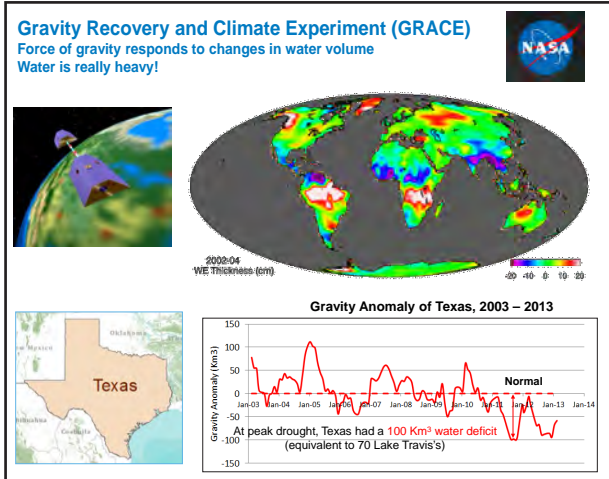 Gravity Recovery and Climate Experiment (GRACE)
Force of gravity responds to changes in water volume
Water is really heavy!
NASA
2002-04
WE Thickness (cm)
-20 -10 0 10 20
Gravity Anomaly of Texas, 2003 – 2013
Oklahoma
New Mexico
Texas
Chihuahua
Coahuila
Gravity Anomaly (Km3)
150
100
50
0
-50
-100
-150
Jan-03 Jan-04 Jan-05 Jan-06 Jan-07 Jan-08 Jan-09 Jan-10 Jan-11 Jan-12 Jan-13 Jan-14
Normal
At peak drought, Texas had a 100 Km³ water deficit
(equivalent to 70 Lake Travis's)